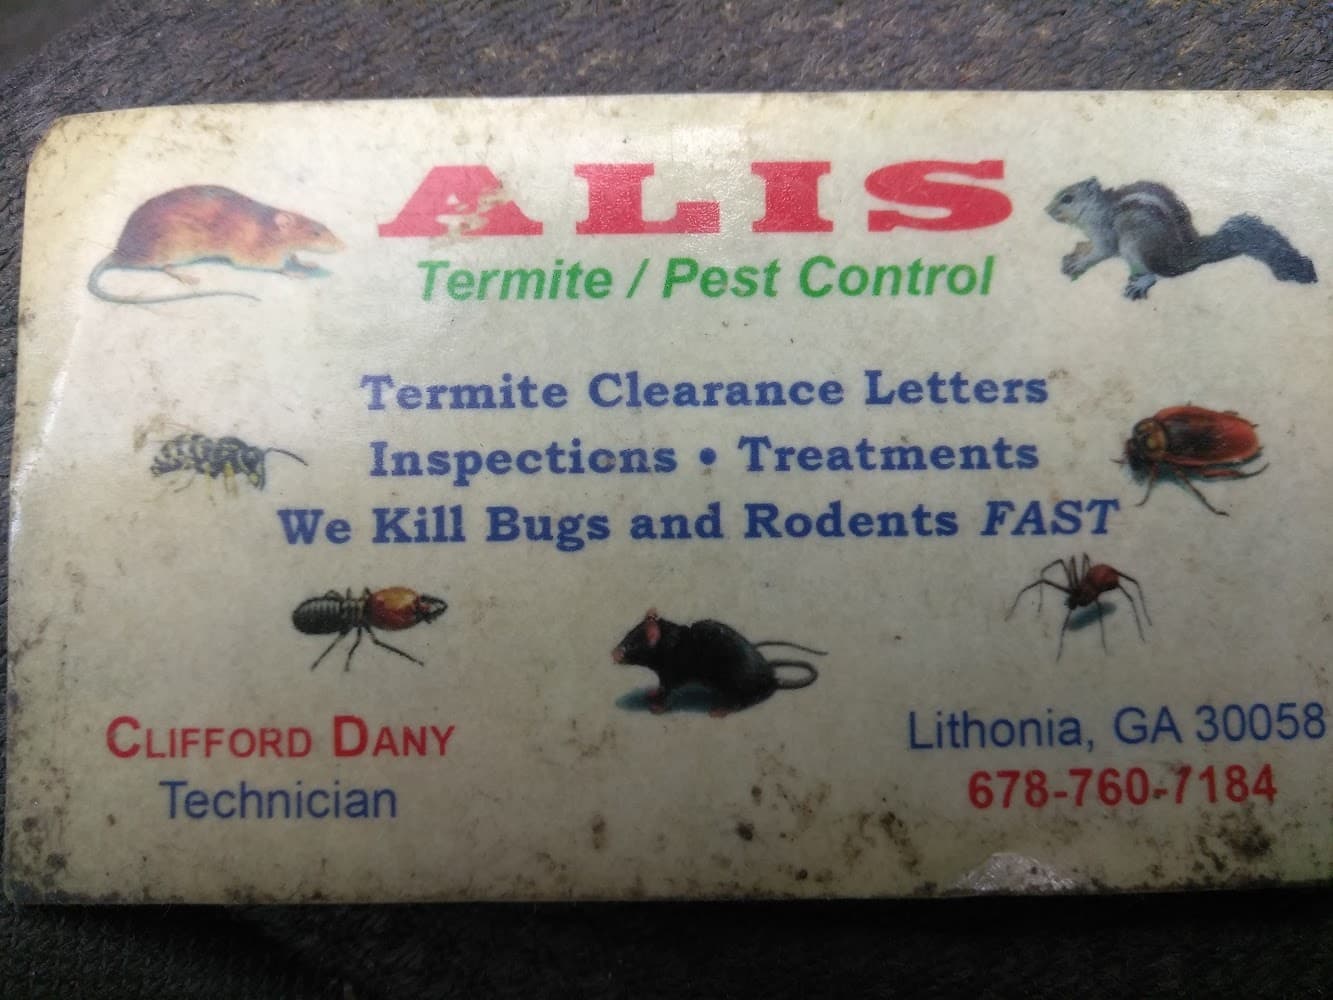 ALIS
Termite / Pest Control
Termite Clearance Letters
Inspections • Treatments
We Kill Bugs and Rodents FAST
CLIFFORD DANY
Technician
Lithonia, GA 30058
678-760-7184